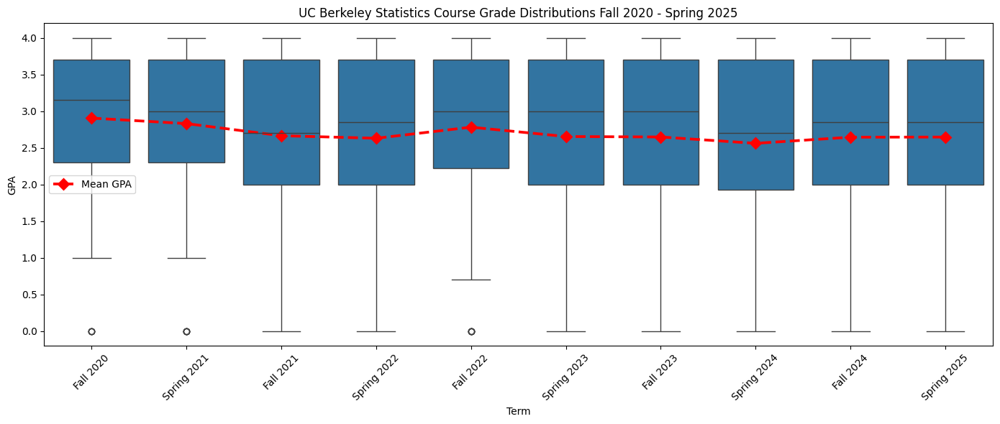 UC Berkeley Statistics Course Grade Distributions Fall 2020 - Spring 2025
GPA
4.0
3.5
3.0
2.5
2.0
1.5
1.0
0.5
0.0
Mean GPA
Fall 2020
Spring 2021
Fall 2021
Spring 2022
Fall 2022
Spring 2023
Fall 2023
Spring 2024
Fall 2024
Spring 2025
Term